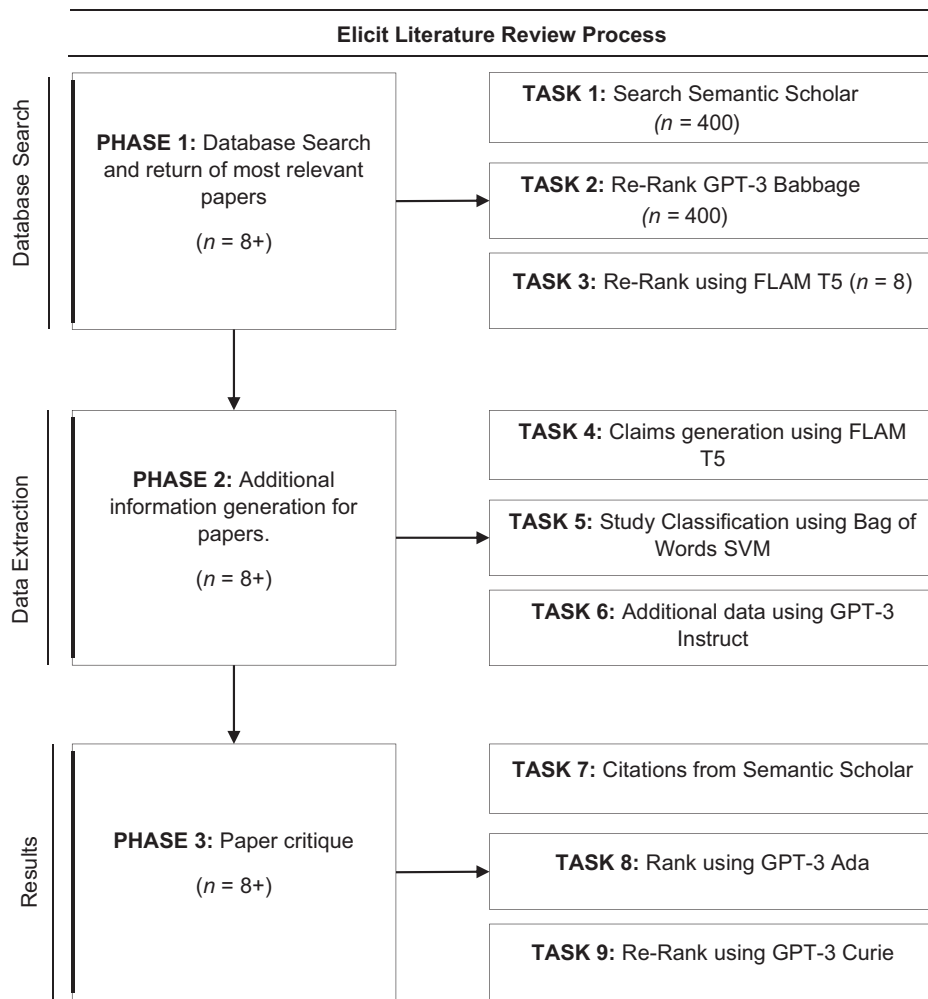 Elicit Literature Review Process
Database Search
PHASE 1: Database Search
and return of most relevant
papers
(n = 8+)
TASK 1: Search Semantic Scholar
(n = 400)
TASK 2: Re-Rank GPT-3 Babbage
(n = 400)
TASK 3: Re-Rank using FLAM T5 (n = 8)
Data Extraction
PHASE 2: Additional
information generation for
papers.
(n = 8+)
TASK 4: Claims generation using FLAM
T5
TASK 5: Study Classification using Bag of
Words SVM
TASK 6: Additional data using GPT-3
Instruct
Results
PHASE 3: Paper critique
(n = 8+)
TASK 7: Citations from Semantic Scholar
TASK 8: Rank using GPT-3 Ada
TASK 9: Re-Rank using GPT-3 Curie